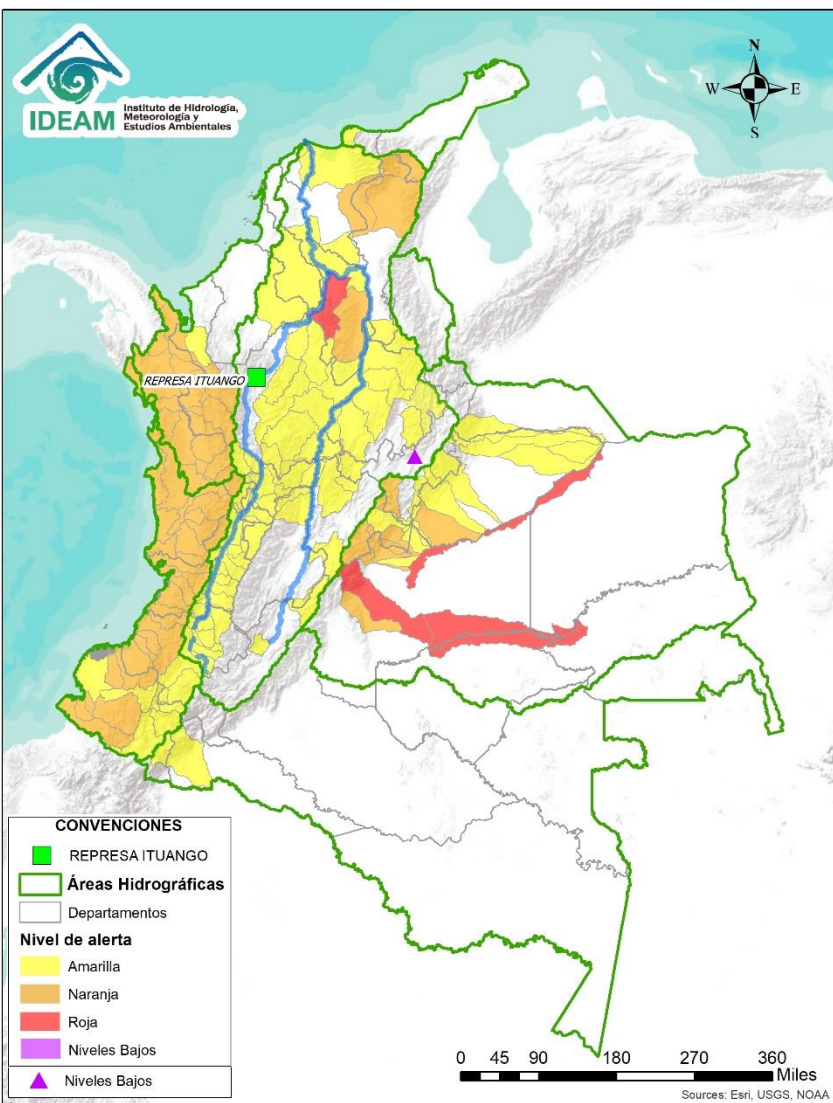 IDEAM
Instituto de Hidrología,
Meteorología y
Estudios Ambientales
N
W
E
S
REPRESA ITUANGO
CONVENCIONES
REPRESA ITUANGO
Áreas Hidrográficas
Departamentos
Nivel de alerta
Amarilla
Naranja
Roja
Niveles Bajos
Niveles Bajos
0 45 90 180 270 360
Miles
Sources: Esri, USGS, NOAA